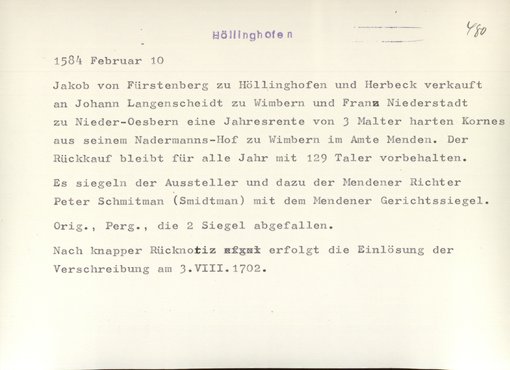 Höllinghofen
480
1584 Februar 10
Jakob von Fürstenberg zu Höllinghofen und Herbeck verkauft
an Johann Langenscheidt zu Wimbern und Franz Niederstadt
zu Nieder-Oesbern eine Jahresrente von 3 Malter harten Kornes
aus seinem Nadermanns-Hof zu Wimbern im Amte Menden. Der
Rückkauf bleibt für alle Jahr mit 129 Taler vorbehalten.
Es siegeln der Aussteller und dazu der Mendener Richter
Peter Schmitman (Smidtman) mit dem Mendener Gerichtssiegel.
Orig., Perg., die 2 Siegel abgefallen.
Nach knapper Rücknotiz erfolgt die Einlösung der
Verschreibung am 3.VIII.1702.